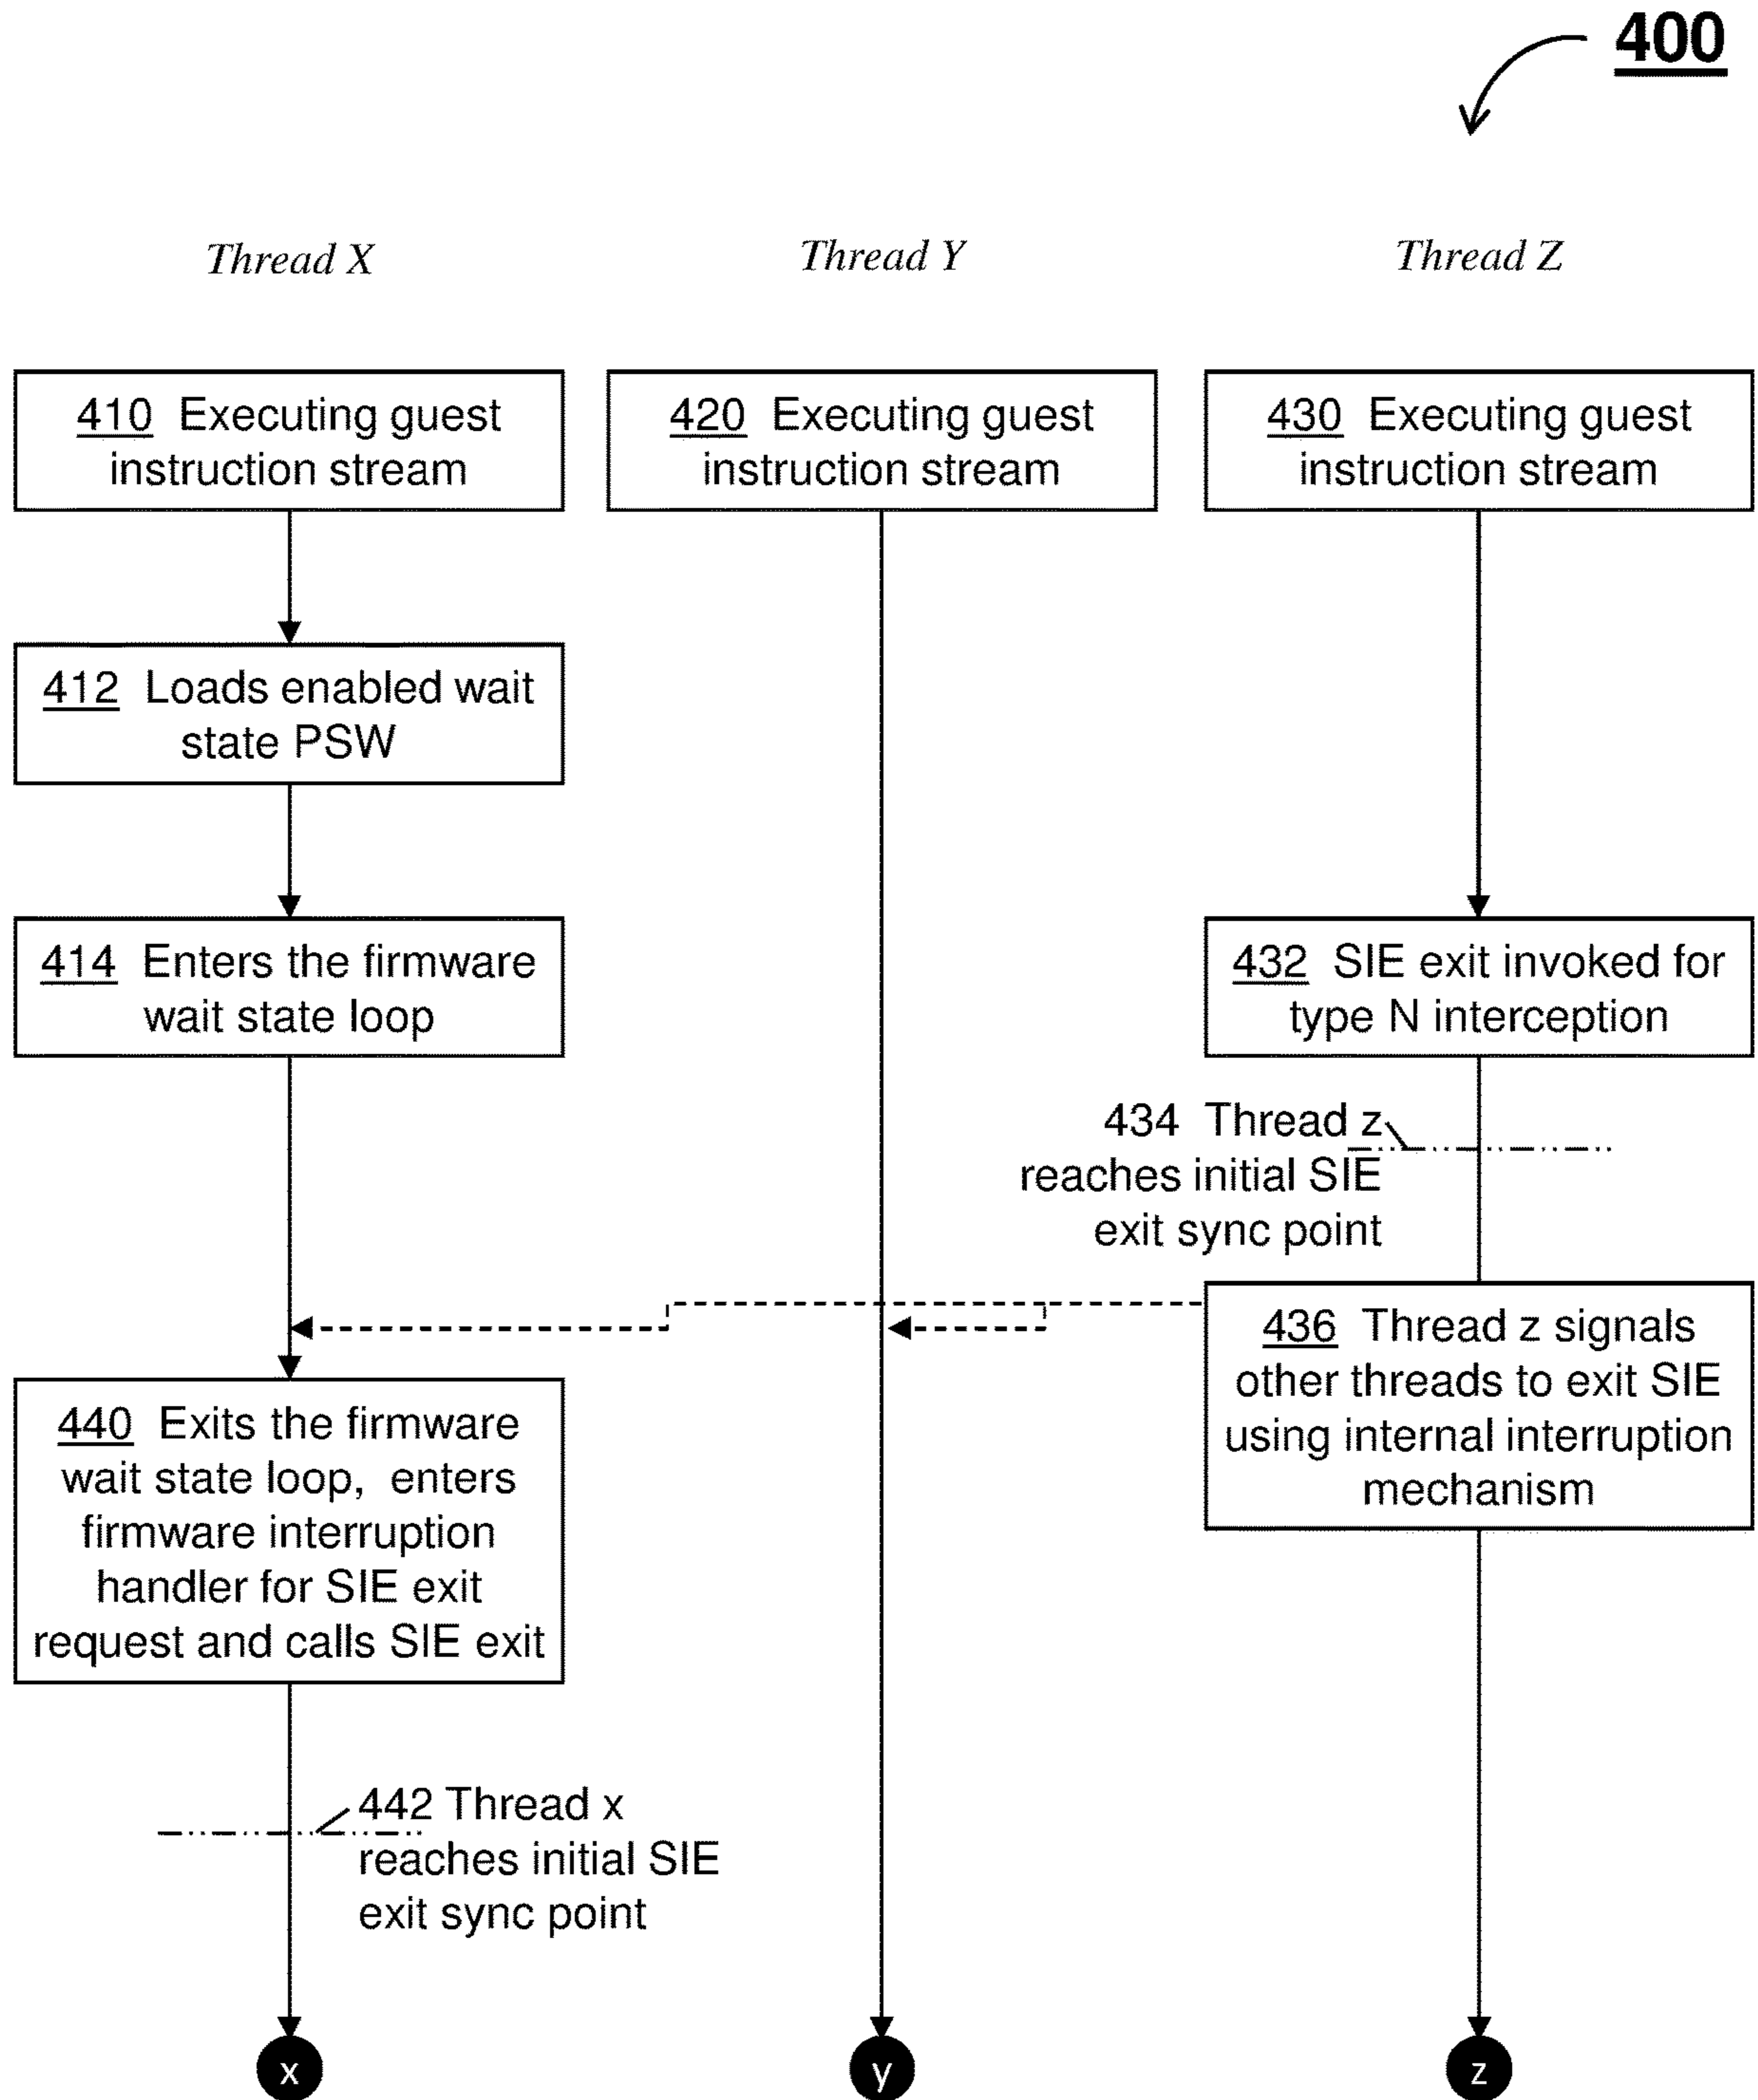 400
Thread X
Thread Y
Thread Z
410 Executing guest
instruction stream
420 Executing guest
instruction stream
430 Executing guest
instruction stream
412 Loads enabled wait
state PSW
414 Enters the firmware
wait state loop
432 SIE exit invoked for
type N interception
434 Thread z
reaches initial SIE
exit sync point
436 Thread z signals
other threads to exit SIE
using internal interruption
mechanism
440 Exits the firmware
wait state loop, enters
firmware interruption
handler for SIE exit
request and calls SIE exit
442 Thread x
reaches initial SIE
exit sync point
x
y
z